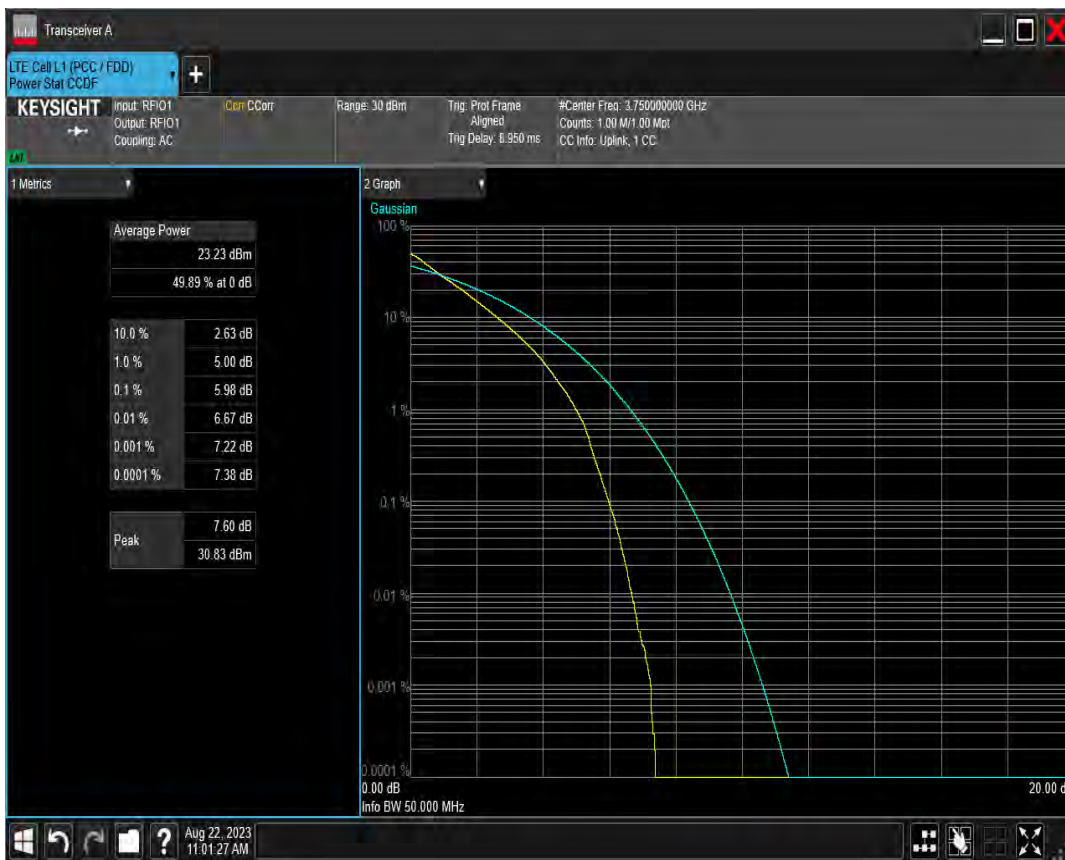 Transceiver A
LTE Cell L1 (PCC / FDD)
Power Stat CCDF
+
KEYSIGHT
Input: RFIO1
Output: RFIO1
Coupling: AC
Corr CCorr
Range: 30 dBm
Trig: Prot Frame
Aligned
Trig Delay: 8.950 ms
#Center Freq: 3.750000000 GHz
Counts: 1.00 M/1.00 Mpt
CC Info: Uplink, 1 CC
1 Metrics
Average Power
23.23 dBm
49.89 % at 0 dB
10.0 % 2.63 dB
1.0 % 5.00 dB
0.1 % 5.98 dB
0.01 % 6.67 dB
0.001 % 7.22 dB
0.0001 % 7.38 dB
Peak
7.60 dB
30.83 dBm
2 Graph
Gaussian
100 %
10 %
1 %
0.1 %
0.01 %
0.001 %
0.0001 %
0.00 dB
20.00 d
Info BW 50.000 MHz
?
Aug 22, 2023
11:01:27 AM